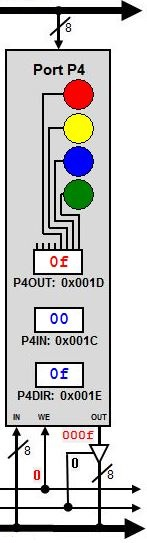 8
Port P4
0f
P4OUT: 0x001D
00
P4IN: 0x001C
0f
P4DIR: 0x001E
IN WE OUT
000f
8
0
0
8